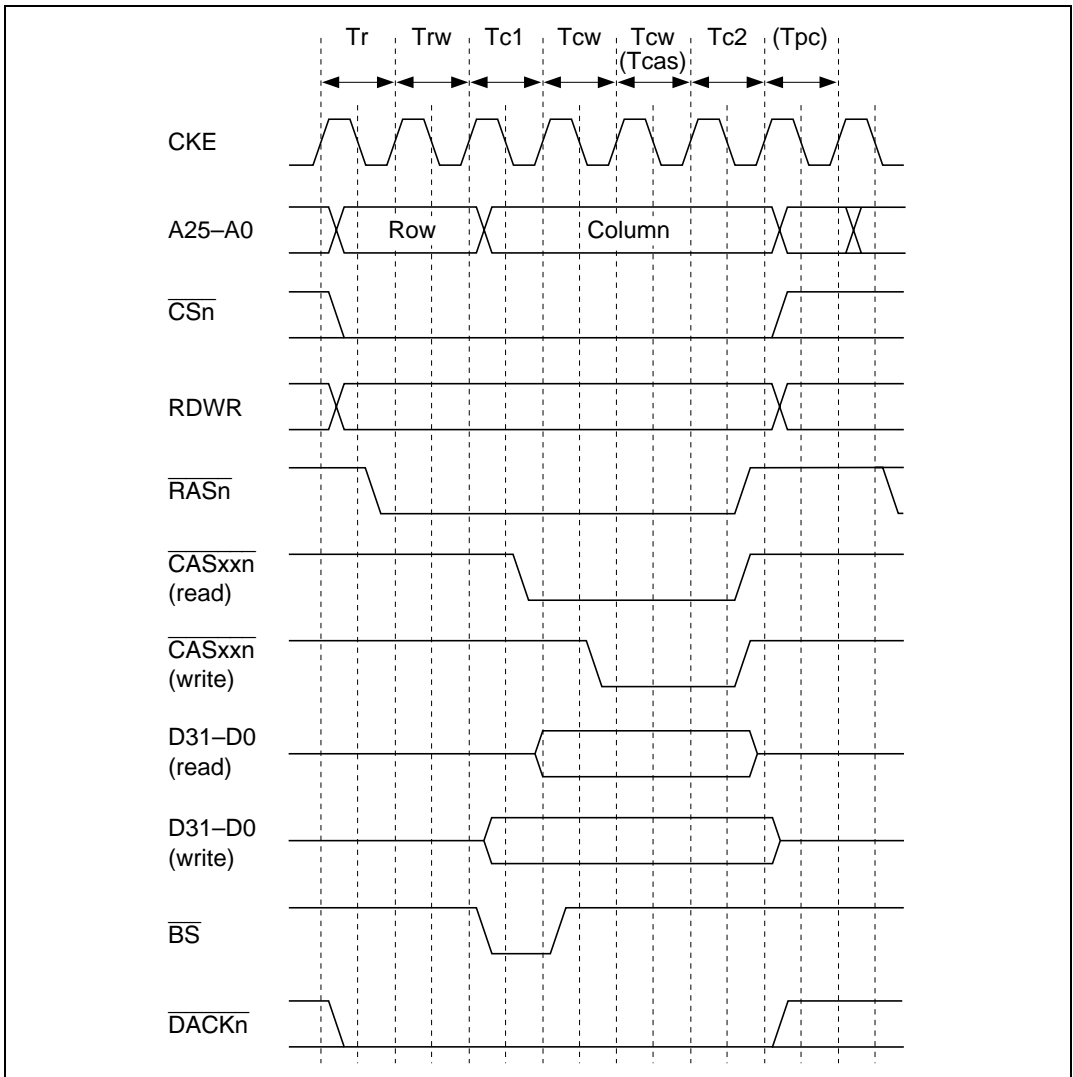 Tr Trw Tc1 Tcw Tcw Tc2 (Tpc)
(Tcas)
CKE
A25–A0 Row Column
CSn
RDWR
RASn
CASxxn
(read)
CASxxn
(write)
D31–D0
(read)
D31–D0
(write)
BS
DACKn